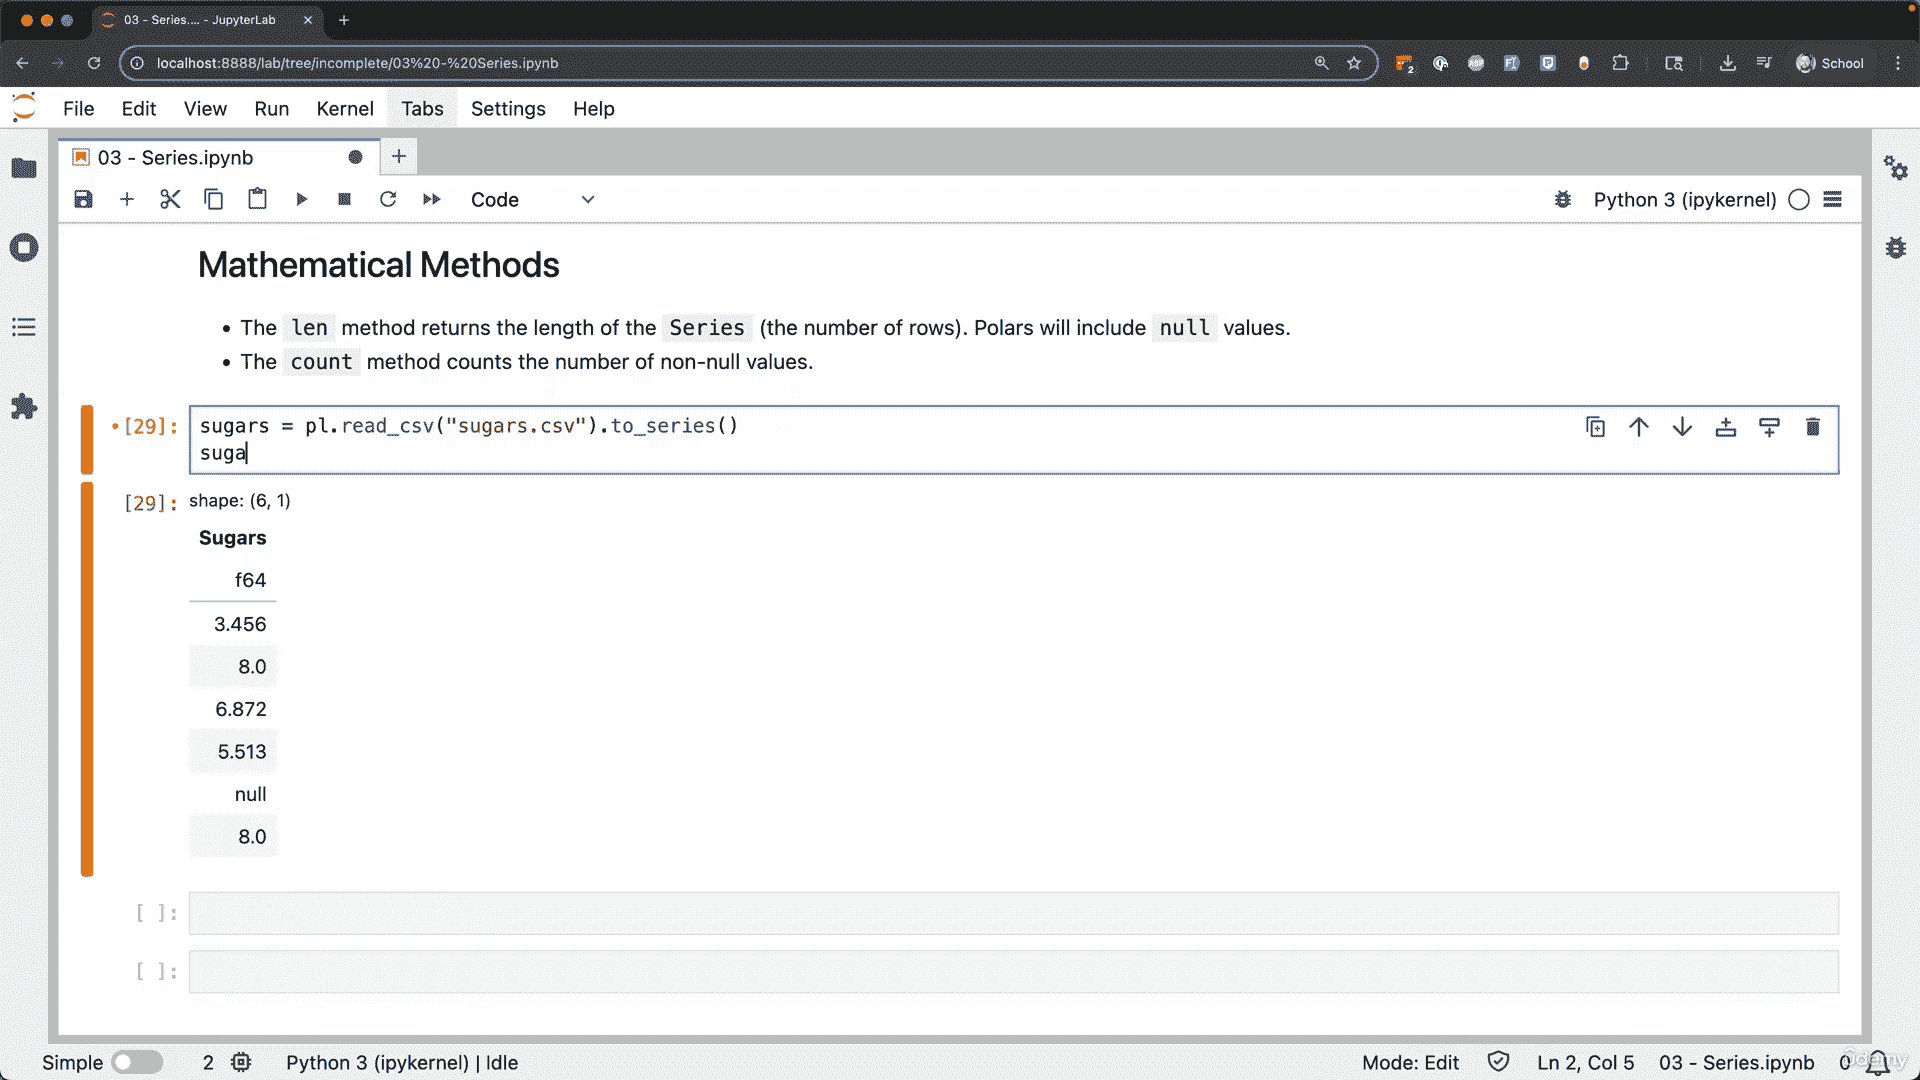 03 - Series.... - JupyterLab
localhost:8888/lab/tree/incomplete/03%20-%20Series.ipynb
2
ABP
School
File Edit View Run Kernel Tabs Settings Help
03 - Series.ipynb
Code
Python 3 (ipykernel)
Mathematical Methods
• The len method returns the length of the Series (the number of rows). Polars will include null values.
• The count method counts the number of non-null values.
[29]: sugars = pl.read_csv("sugars.csv").to_series()
suga
[29]: shape: (6, 1)
Sugars
f64
3.456
8.0
6.872
5.513
null
8.0
[ ]:
[ ]:
Simple 2 Python 3 (ipykernel) | Idle Mode: Edit Ln 2, Col 5 03 - Series.ipynb 0
udemy